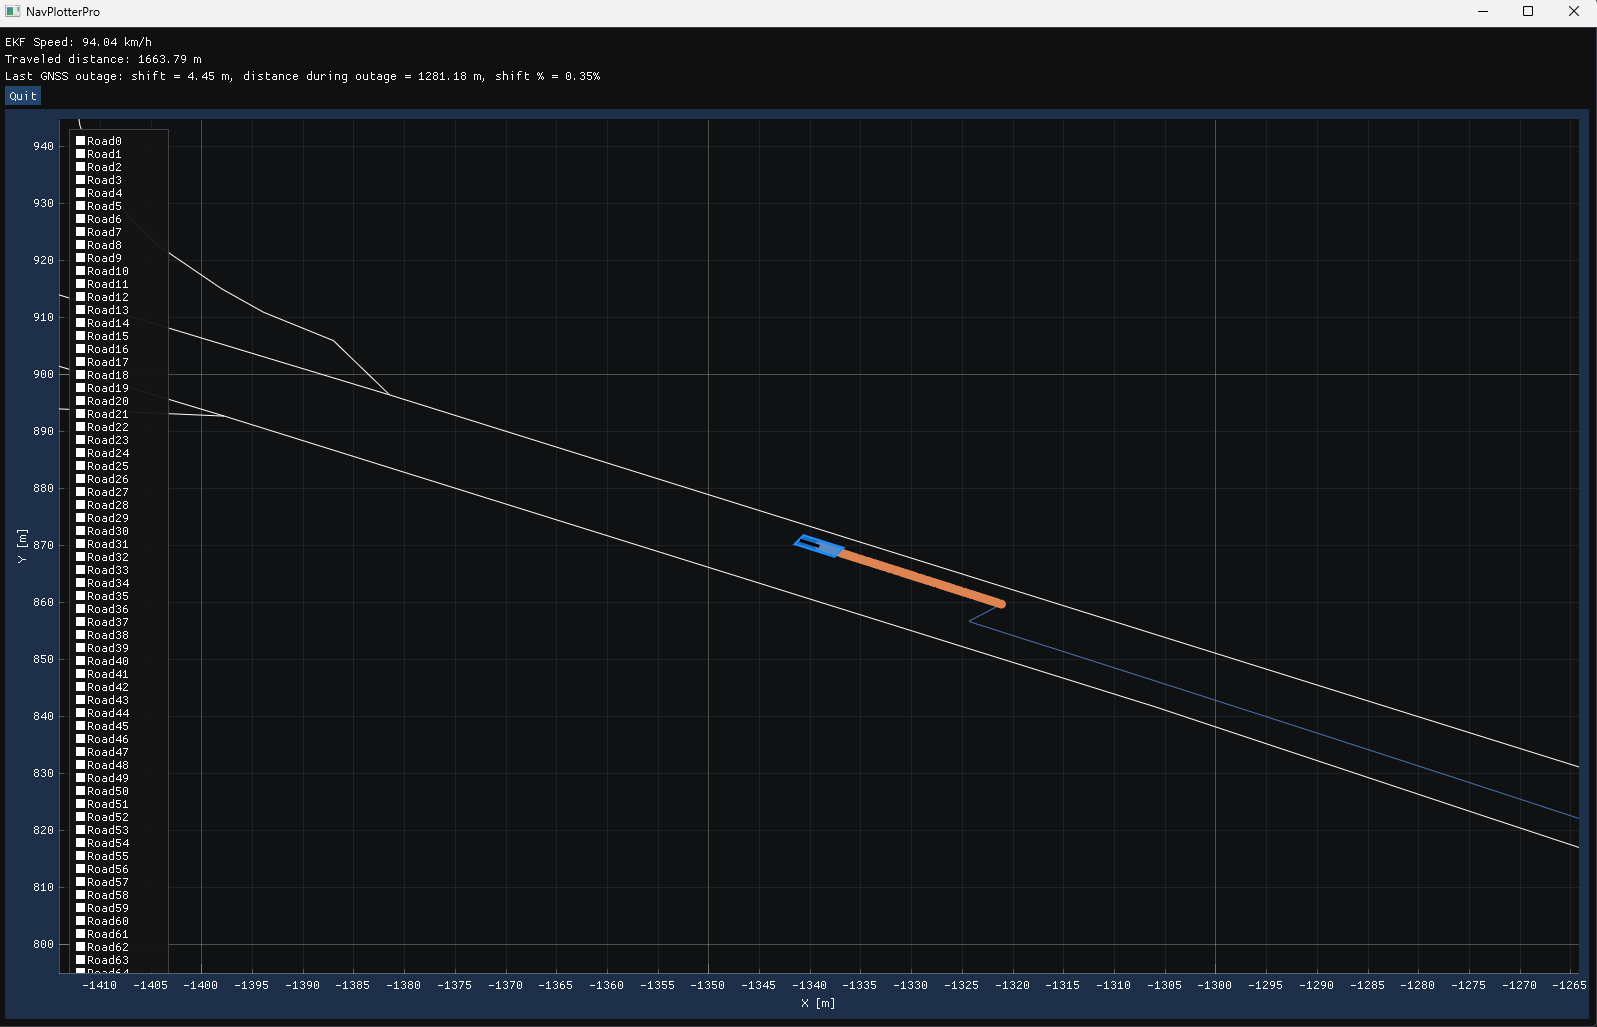 NavPlotterPro
EKF Speed: 94.04 km/h
Traveled distance: 1663.79 m
Last GNSS outage: shift = 4.45 m, distance during outage = 1281.18 m, shift % = 0.35%
Quit
Road0
Road1
Road2
Road3
Road4
Road5
Road6
Road7
Road8
Road9
Road10
Road11
Road12
Road13
Road14
Road15
Road16
Road17
Road18
Road19
Road20
Road21
Road22
Road23
Road24
Road25
Road26
Road27
Road28
Road29
Road30
Road31
Road32
Road33
Road34
Road35
Road36
Road37
Road38
Road39
Road40
Road41
Road42
Road43
Road44
Road45
Road46
Road47
Road48
Road49
Road50
Road51
Road52
Road53
Road54
Road55
Road56
Road57
Road58
Road59
Road60
Road61
Road62
Road63
Road64
940
930
920
910
900
890
880
870
860
850
840
830
820
810
800
Y [m]
-1410 -1405 -1400 -1395 -1390 -1385 -1380 -1375 -1370 -1365 -1360 -1355 -1350 -1345 -1340 -1335 -1330 -1325 -1320 -1315 -1310 -1305 -1300 -1295 -1290 -1285 -1280 -1275 -1270 -1265
X [m]